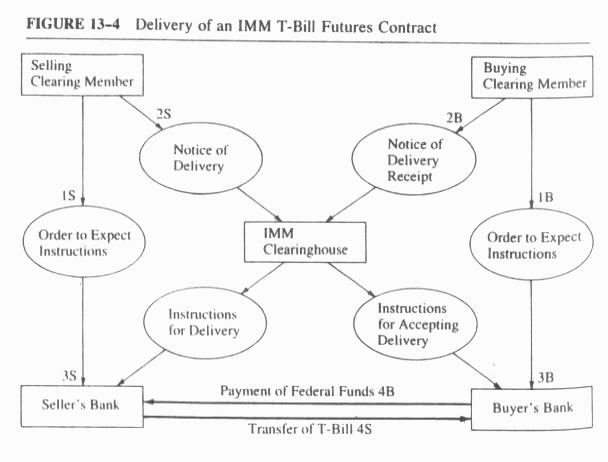 FIGURE 13–4 Delivery of an IMM T-Bill Futures Contract
Selling
Clearing Member
Buying
Clearing Member
2S
2B
Notice of
Delivery
Notice of
Delivery
Receipt
1S
1B
Order to Expect
Instructions
IMM
Clearinghouse
Order to Expect
Instructions
Instructions
for Delivery
Instructions
for Accepting
Delivery
3S
3B
Seller's Bank
Payment of Federal Funds 4B
Buyer's Bank
Transfer of T-Bill 4S